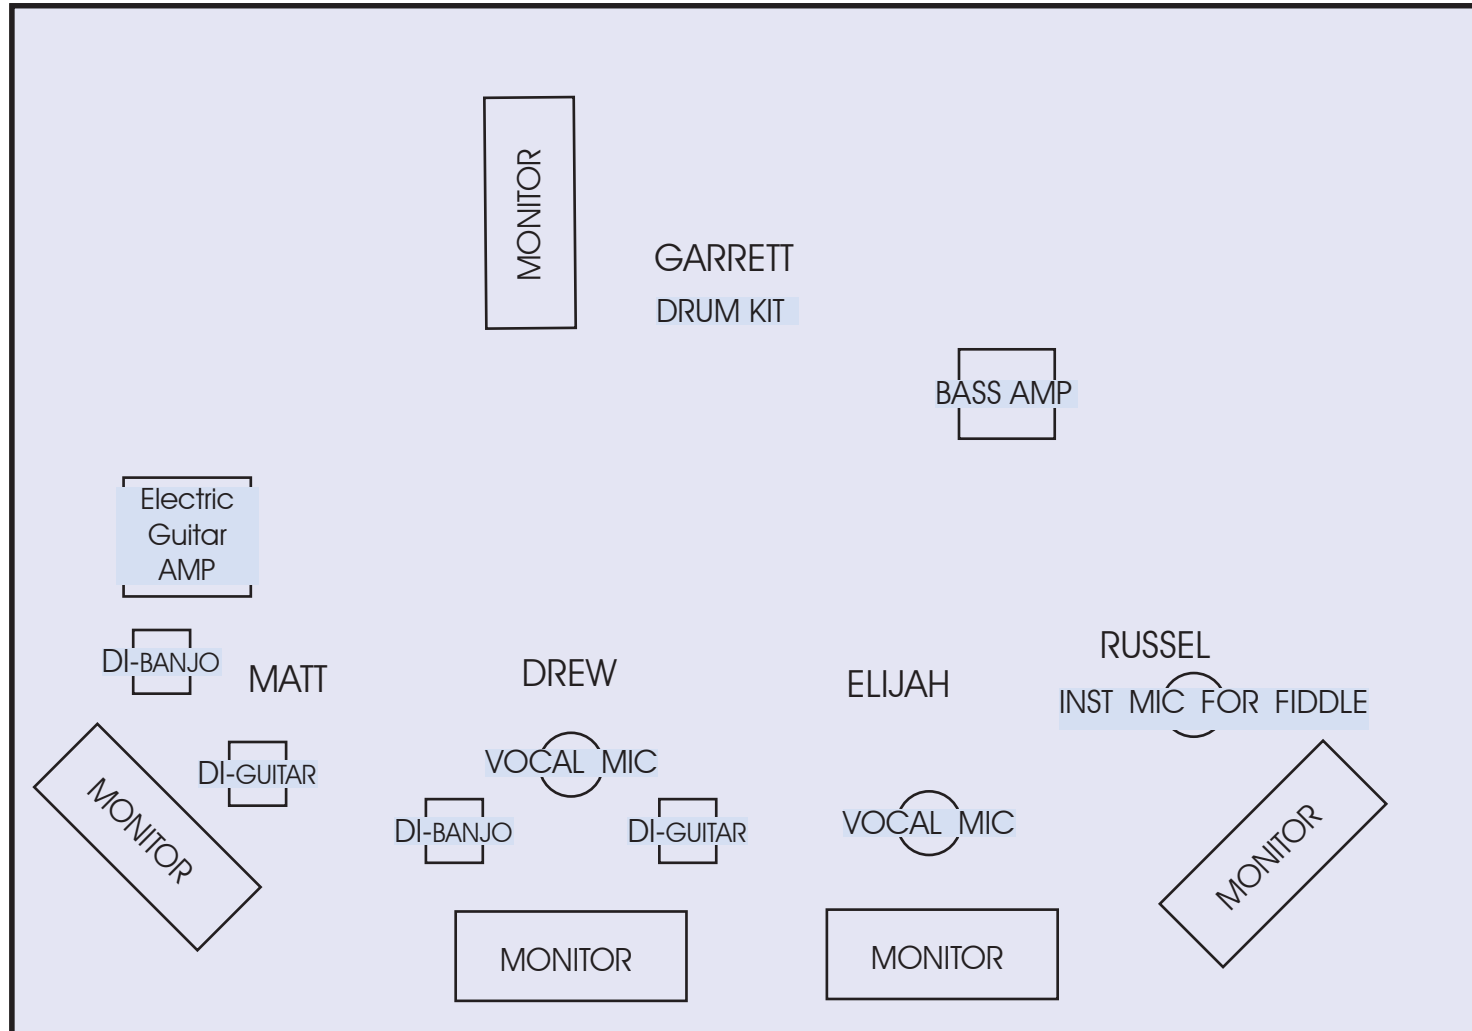 MONITOR
GARRETT
DRUM KIT
BASS AMP
Electric
Guitar
AMP
DI-BANJO
MATT
DREW
ELIJAH
RUSSEL
INST MIC FOR FIDDLE
DI-GUITAR
VOCAL MIC
DI-BANJO
DI-GUITAR
VOCAL MIC
MONITOR
MONITOR
MONITOR
MONITOR